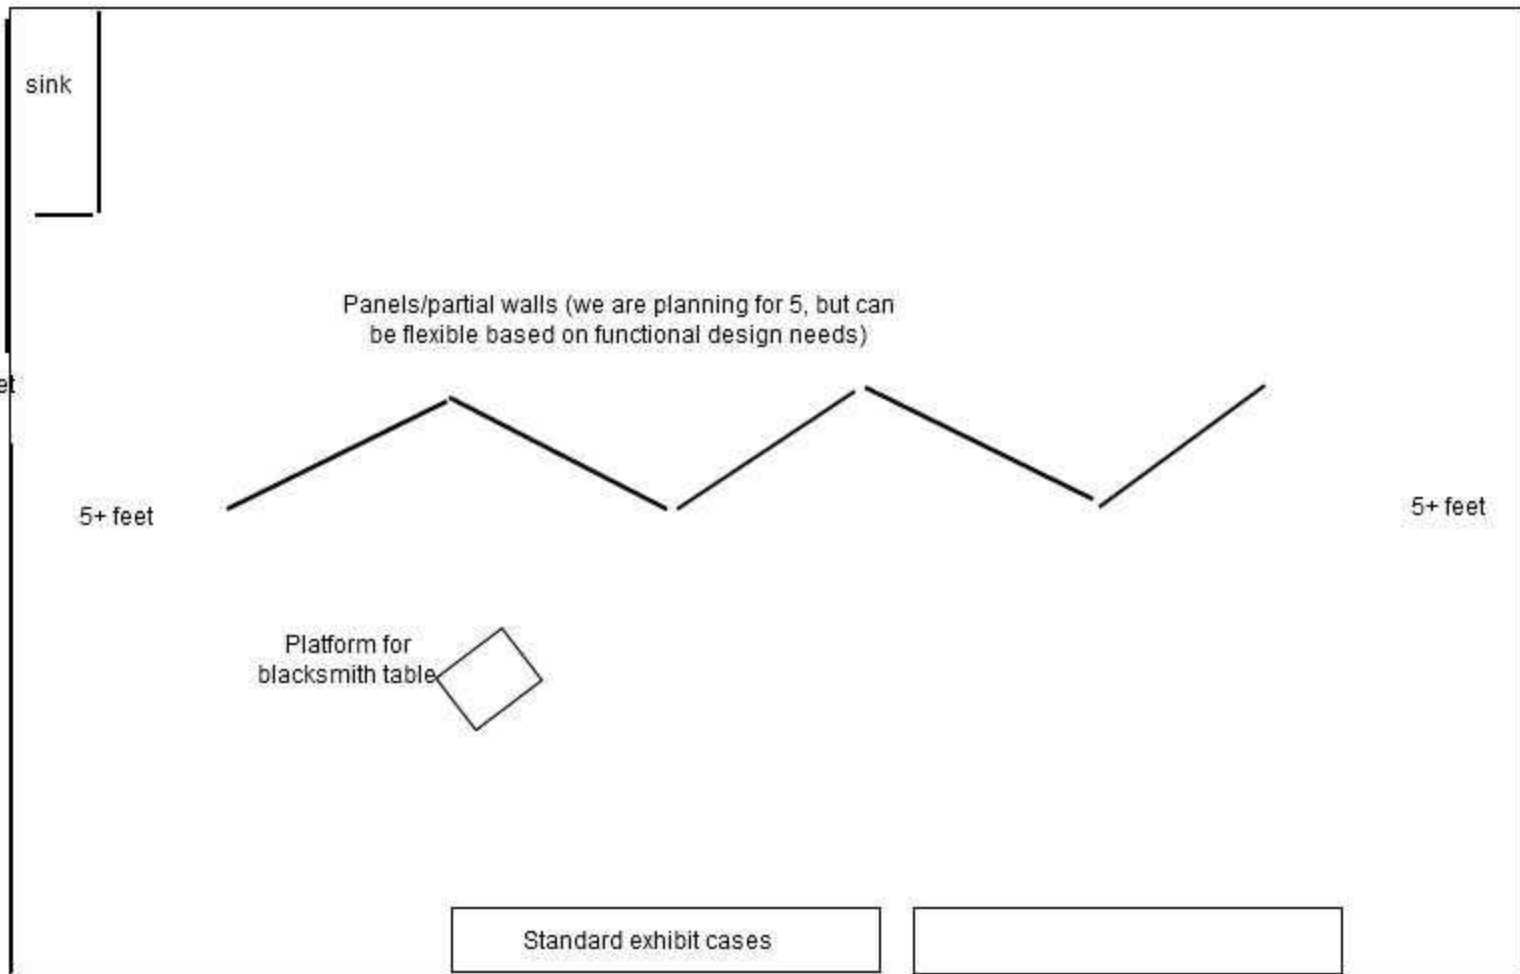 sink
Panels/partial walls (we are planning for 5, but can
be flexible based on functional design needs)
5+ feet
5+ feet
Platform for
blacksmith table
Standard exhibit cases